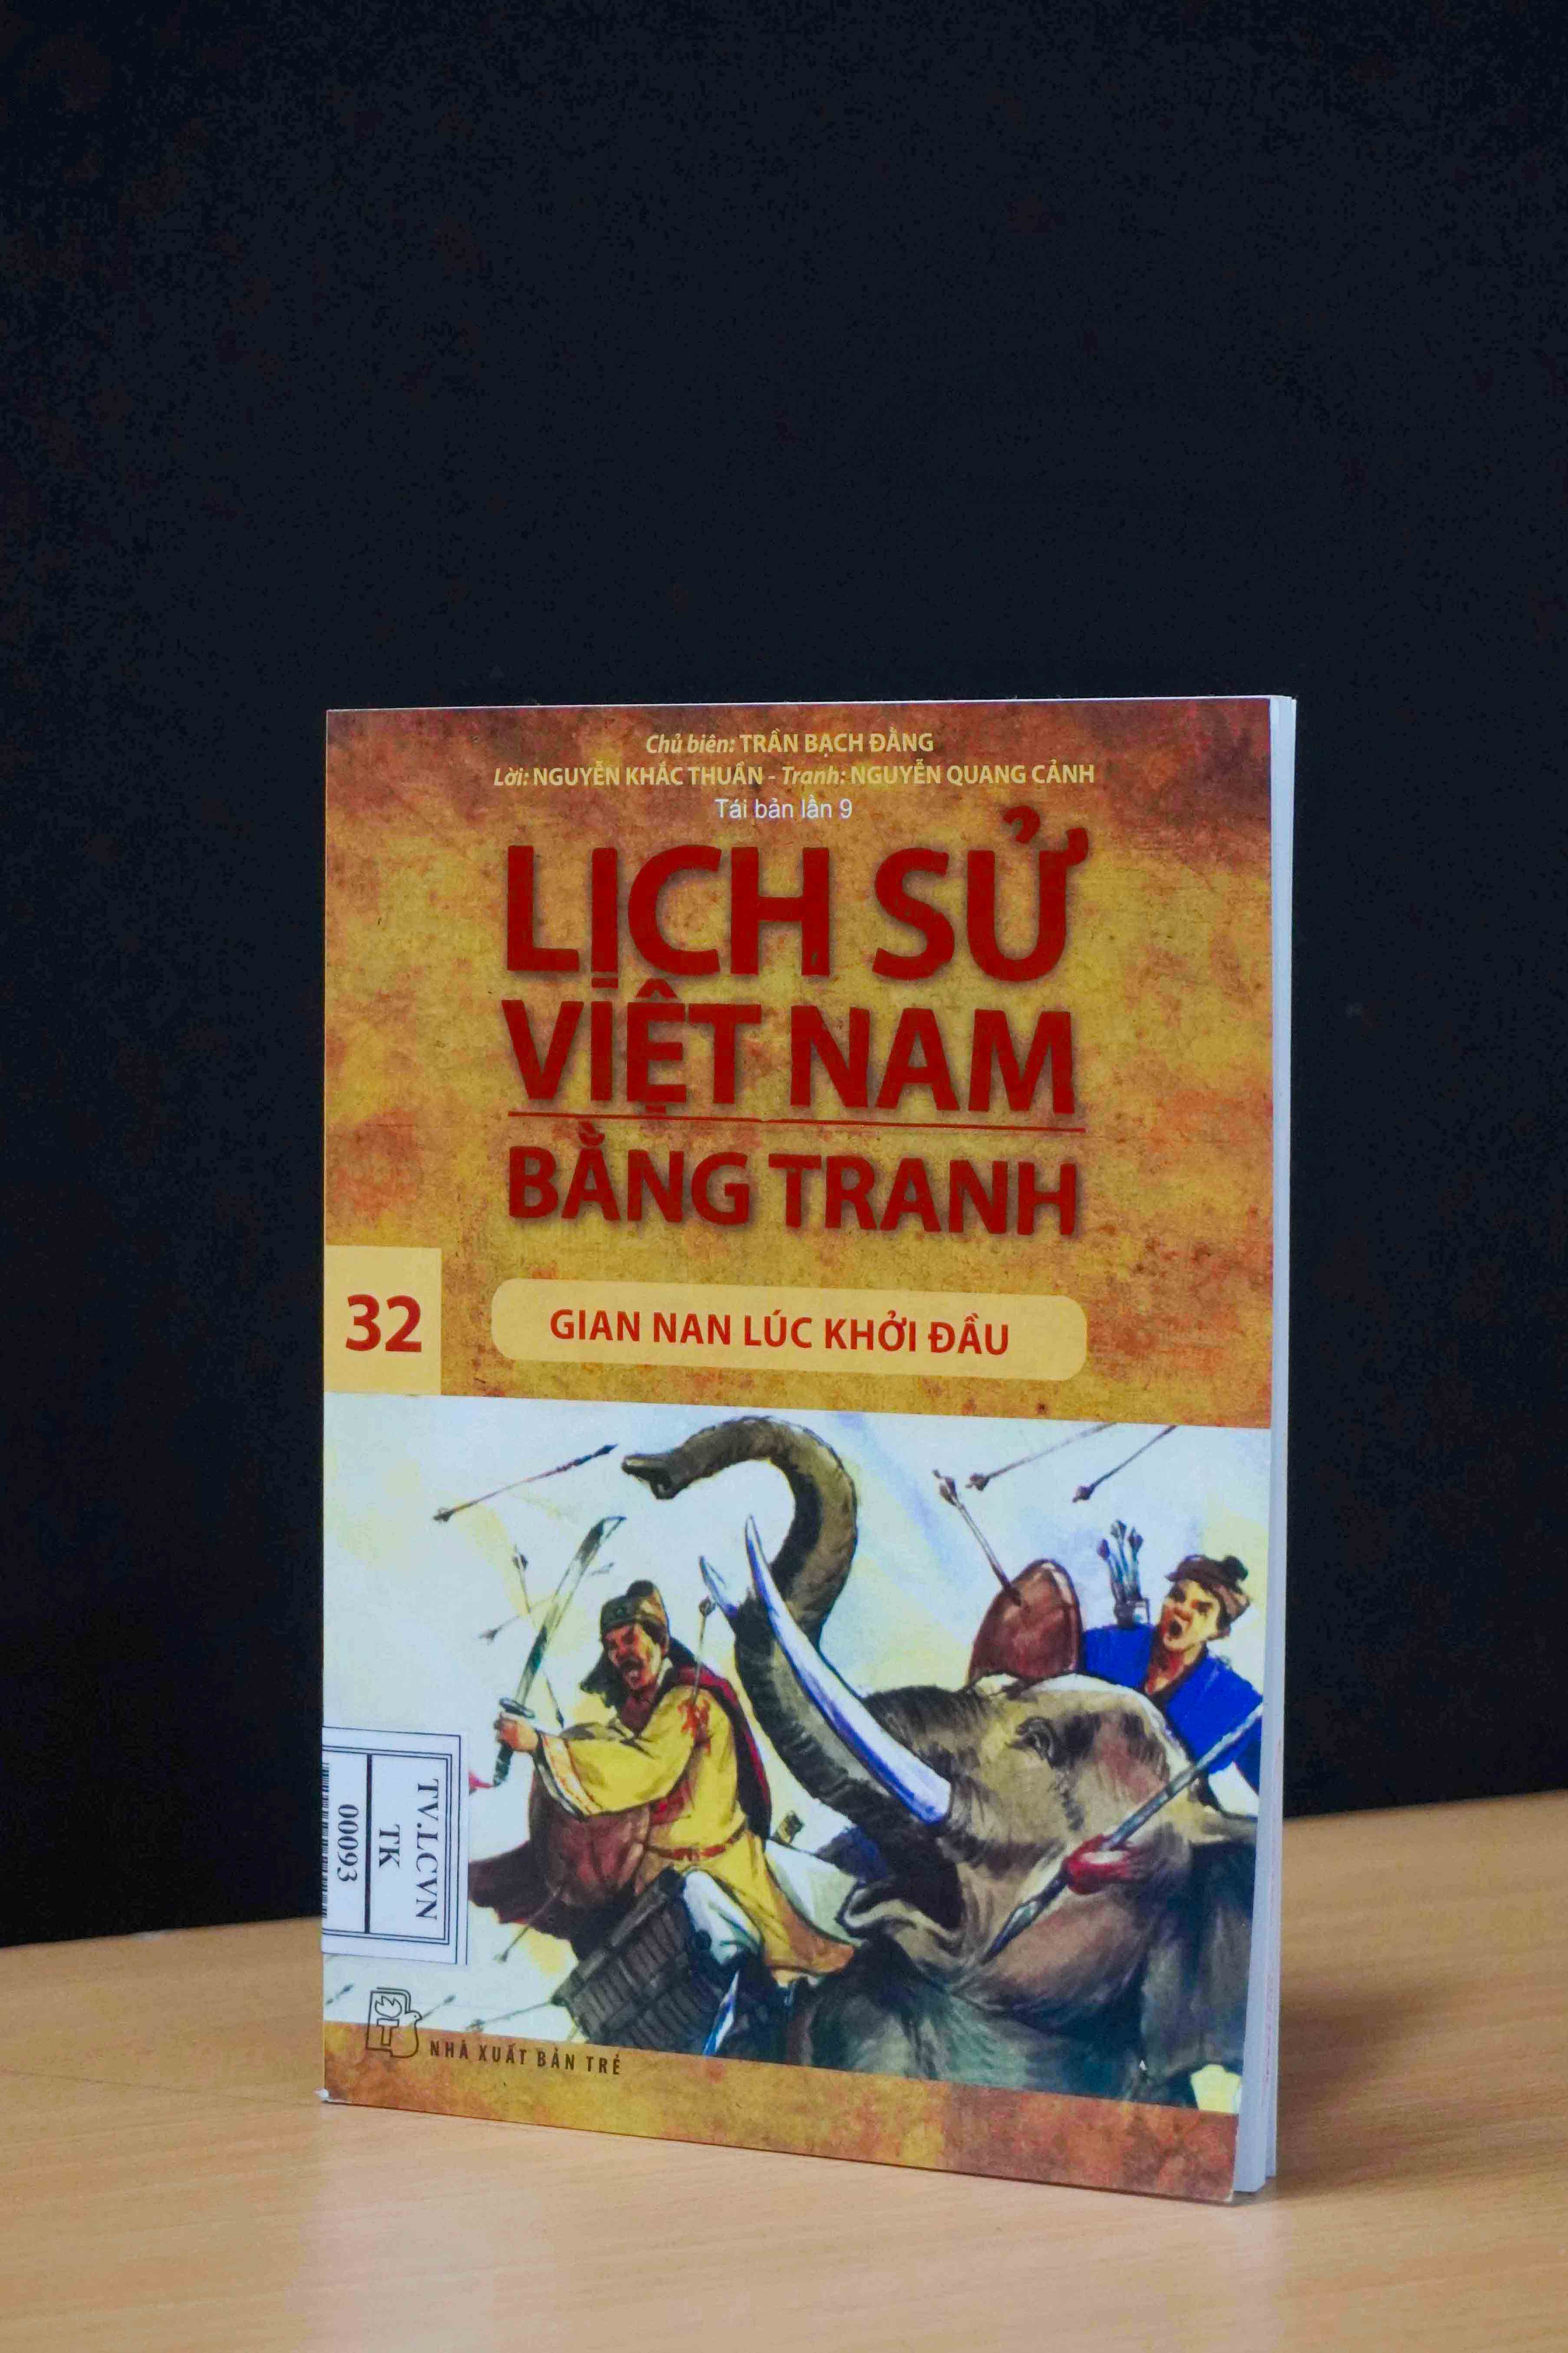 Chủ biên: TRẦN BẠCH ĐẰNG
Lời: NGUYỄN KHẮC THUẦN - Tranh: NGUYỄN QUANG CẢNH
Tái bản lần 9
LỊCH SỬ
VIỆT NAM
BẰNG TRANH
32
GIAN NAN LÚC KHỞI ĐẦU
TV.LCVN
TK
000093
NHÀ XUẤT BẢN TRẺ